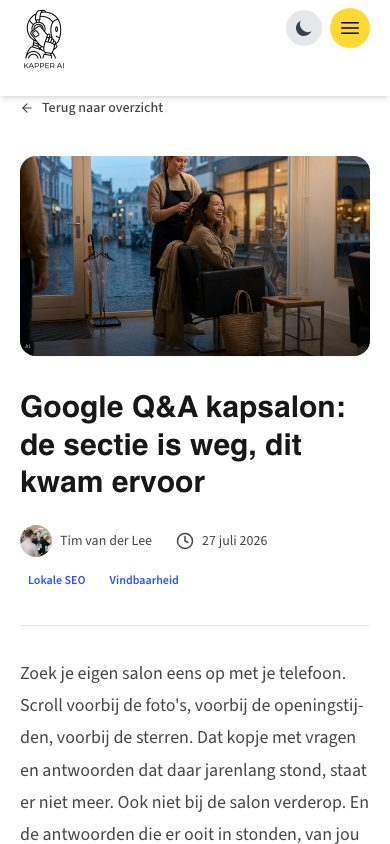 KAPPER AI
Terug naar overzicht
AI
Google Q&A kapsalon:
de sectie is weg, dit
kwam ervoor
Tim van der Lee
27 juli 2026
Lokale SEO
Vindbaarheid
Zoek je eigen salon eens op met je telefoon.
Scroll voorbij de foto's, voorbij de openingstij-
den, voorbij de sterren. Dat kopje met vragen
en antwoorden dat daar jarenlang stond, staat
er niet meer. Ook niet bij de salon verderop. En
de antwoorden die er ooit in stonden, van jou